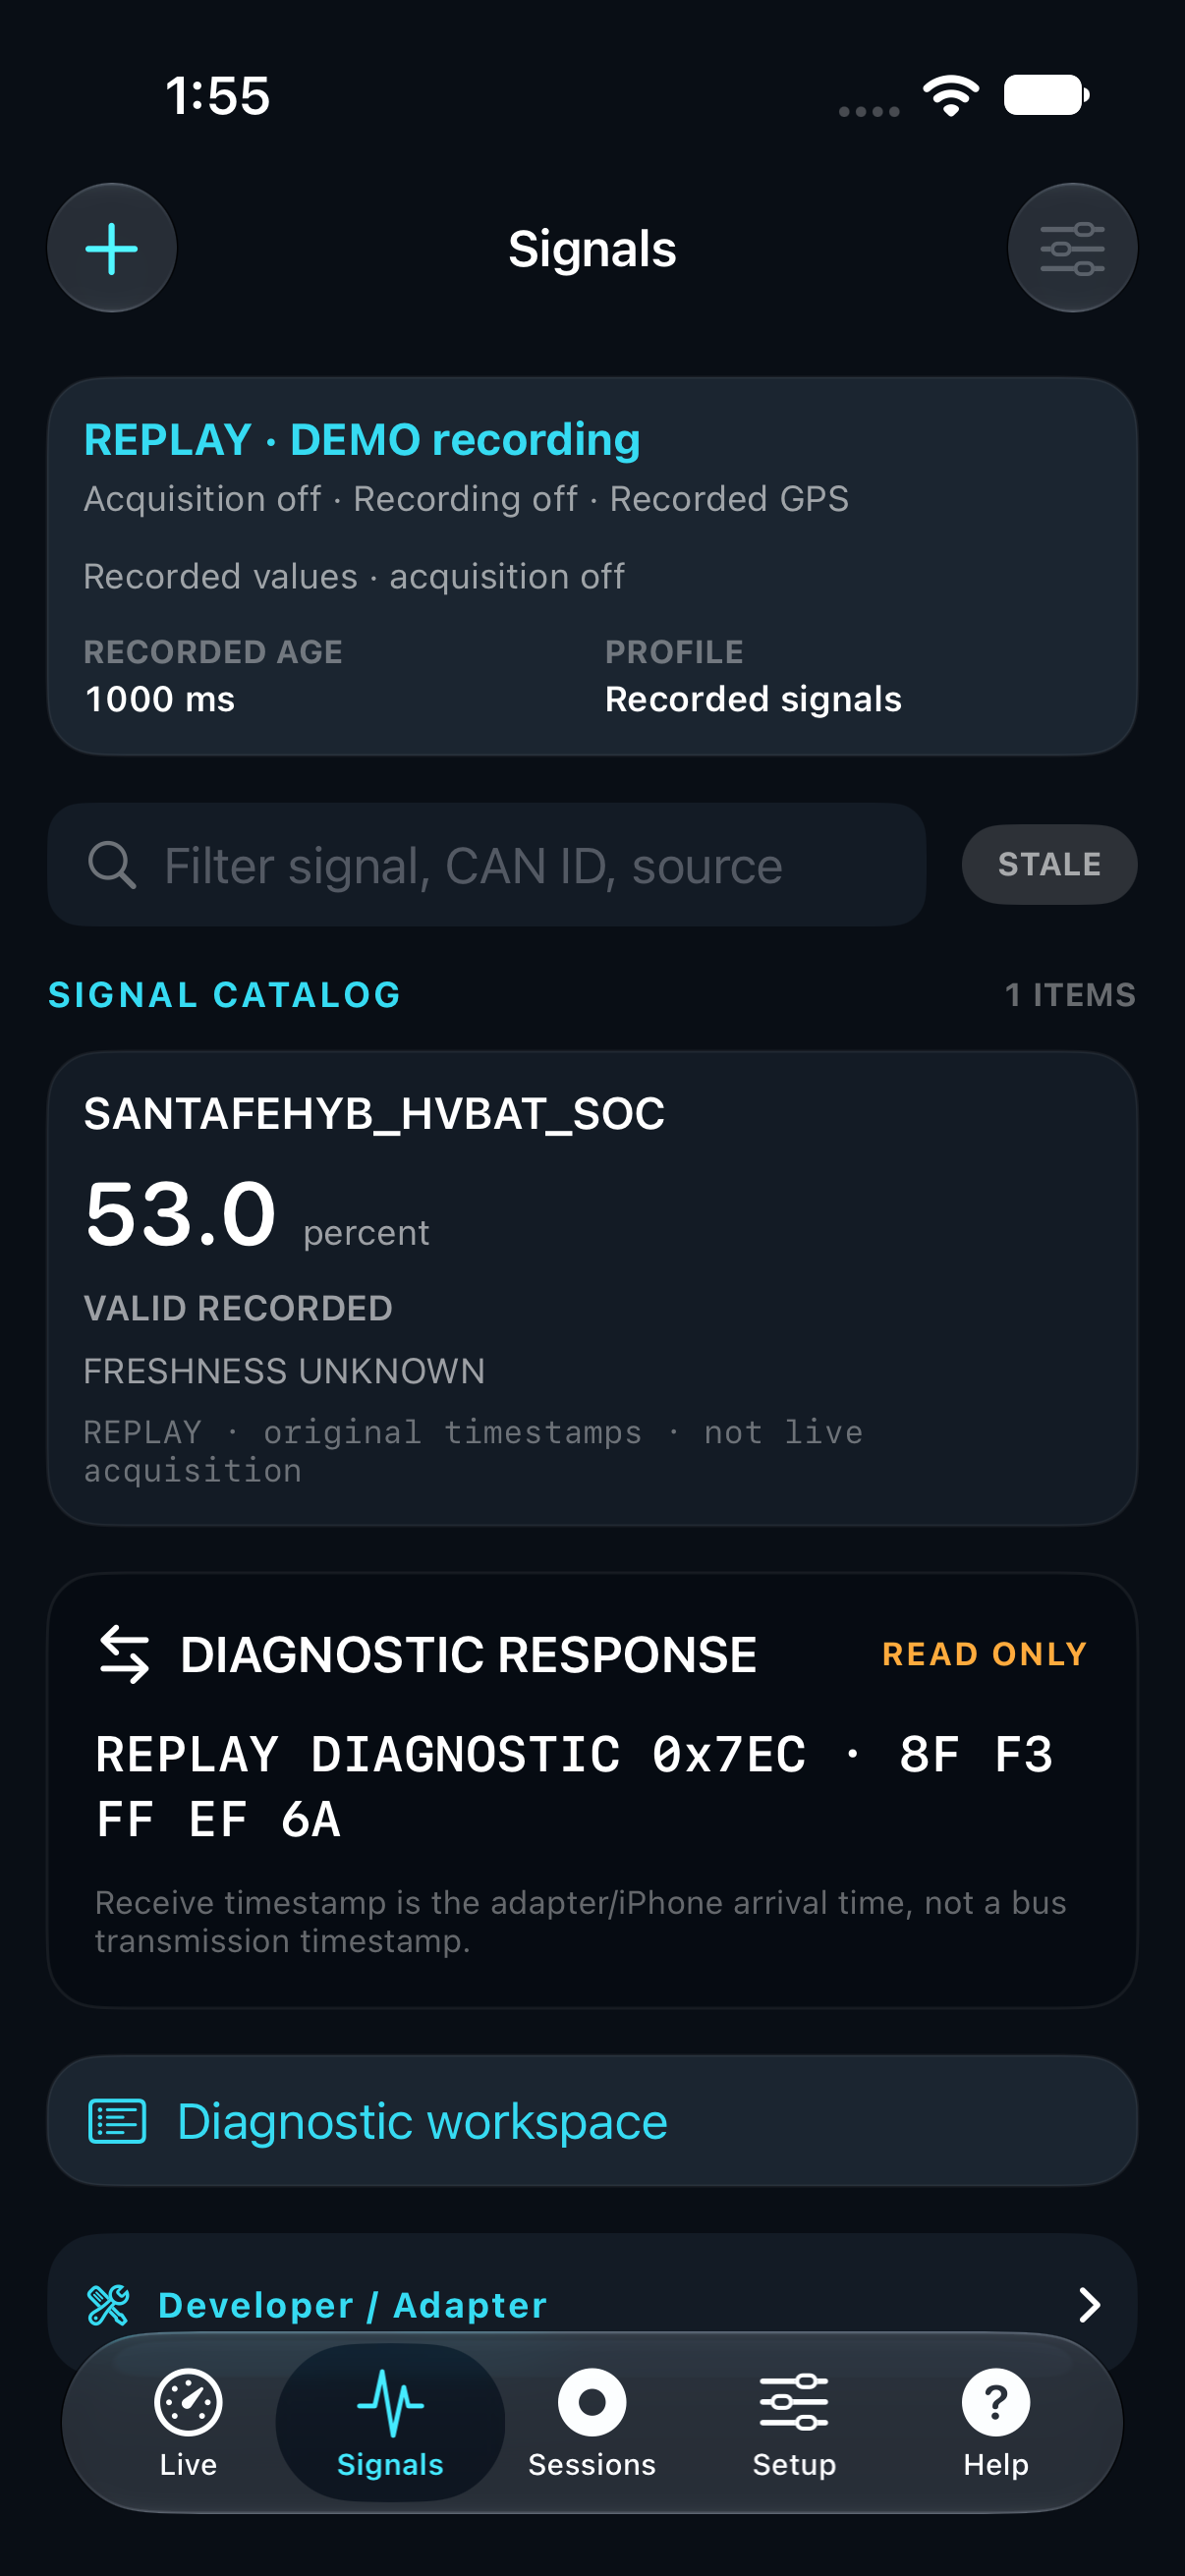 1:55
Signals
REPLAY · DEMO recording
Acquisition off · Recording off · Recorded GPS
Recorded values · acquisition off
RECORDED AGE
PROFILE
1000 ms
Recorded signals
Filter signal, CAN ID, source
STALE
SIGNAL CATALOG
1 ITEMS
SANTAFEHYB_HVBAT_SOC
53.0 percent
VALID RECORDED
FRESHNESS UNKNOWN
REPLAY · original timestamps · not live
acquisition
DIAGNOSTIC RESPONSE
READ ONLY
REPLAY DIAGNOSTIC 0x7EC · 8F F3
FF EF 6A
Receive timestamp is the adapter/iPhone arrival time, not a bus
transmission timestamp.
Diagnostic workspace
Developer / Adapter
Live
Signals
Sessions
Setup
Help